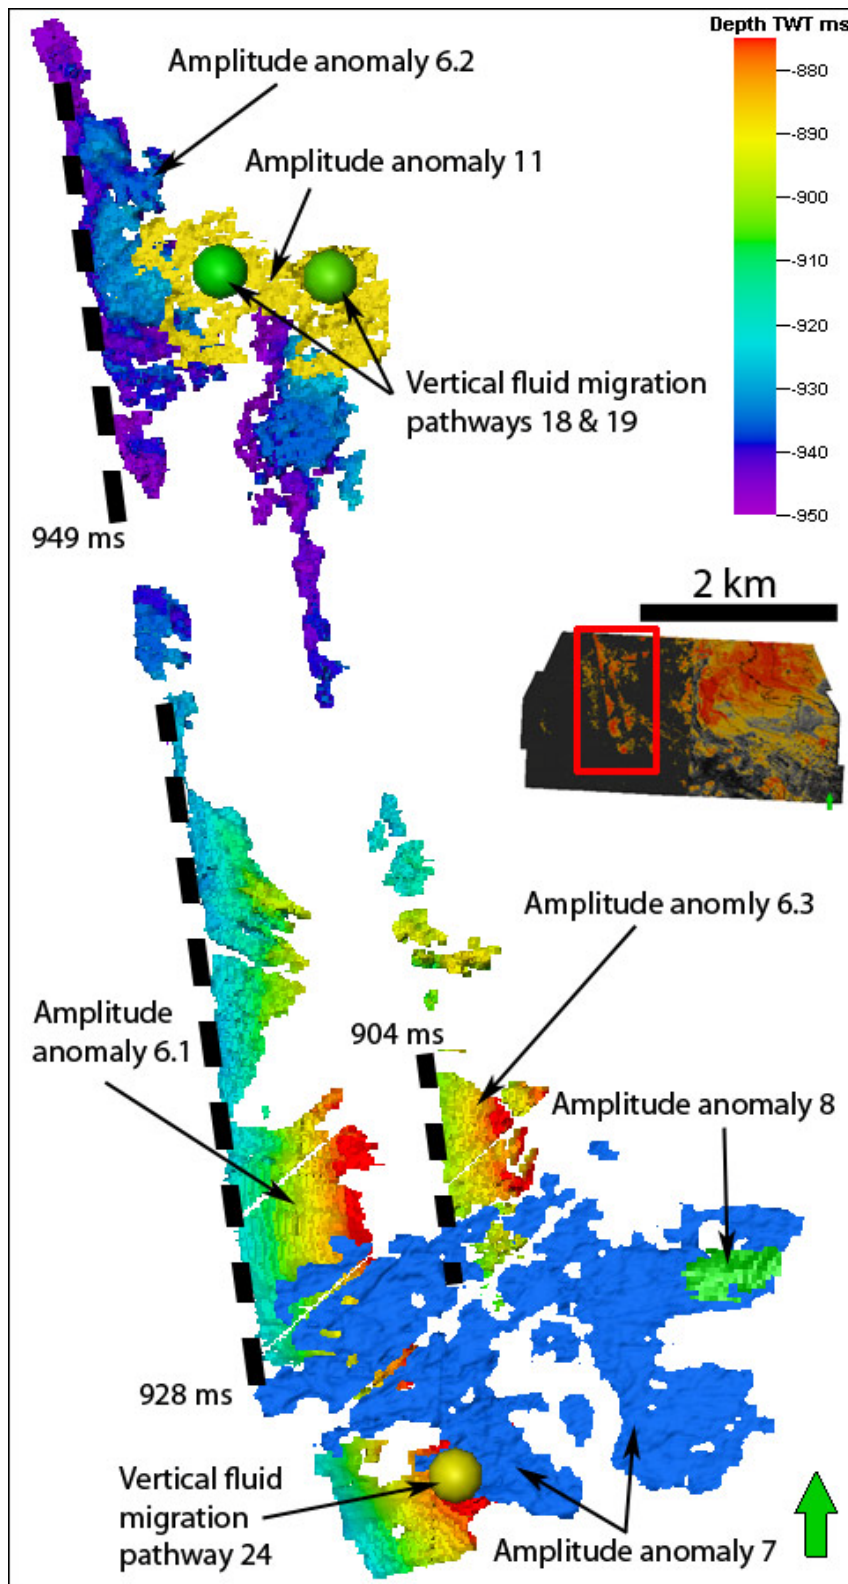 Depth TWT ms
-880
-890
-900
-910
-920
-930
-940
-950
Amplitude anomaly 6.2
Amplitude anomaly 11
Vertical fluid migration
pathways 18 & 19
949 ms
2 km
Amplitude anomly 6.3
Amplitude
anomaly 6.1
904 ms
Amplitude anomaly 8
928 ms
Vertical fluid
migration
pathway 24
Amplitude anomaly 7